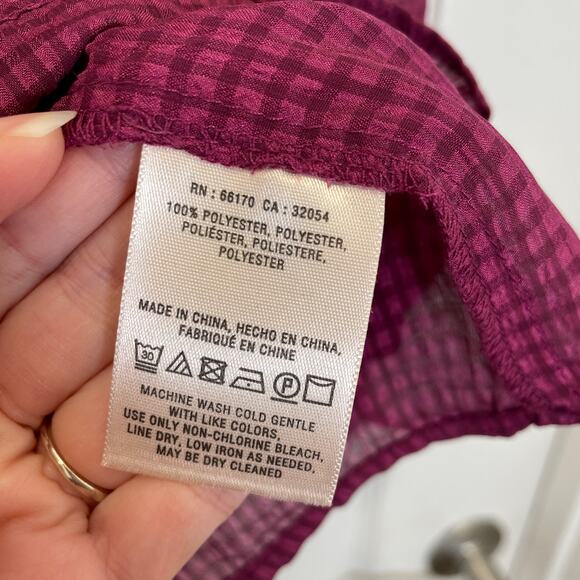 RN : 66170 CA : 32054
100% POLYESTER, POLYESTER,
POLIÉSTER, POLIESTERE,
POLYESTER
MADE IN CHINA, HECHO EN CHINA,
FABRIQUÉ EN CHINE
30 P
MACHINE WASH COLD GENTLE
WITH LIKE COLORS,
USE ONLY NON-CHLORINE BLEACH,
LINE DRY, LOW IRON AS NEEDED,
MAY BE DRY CLEANED